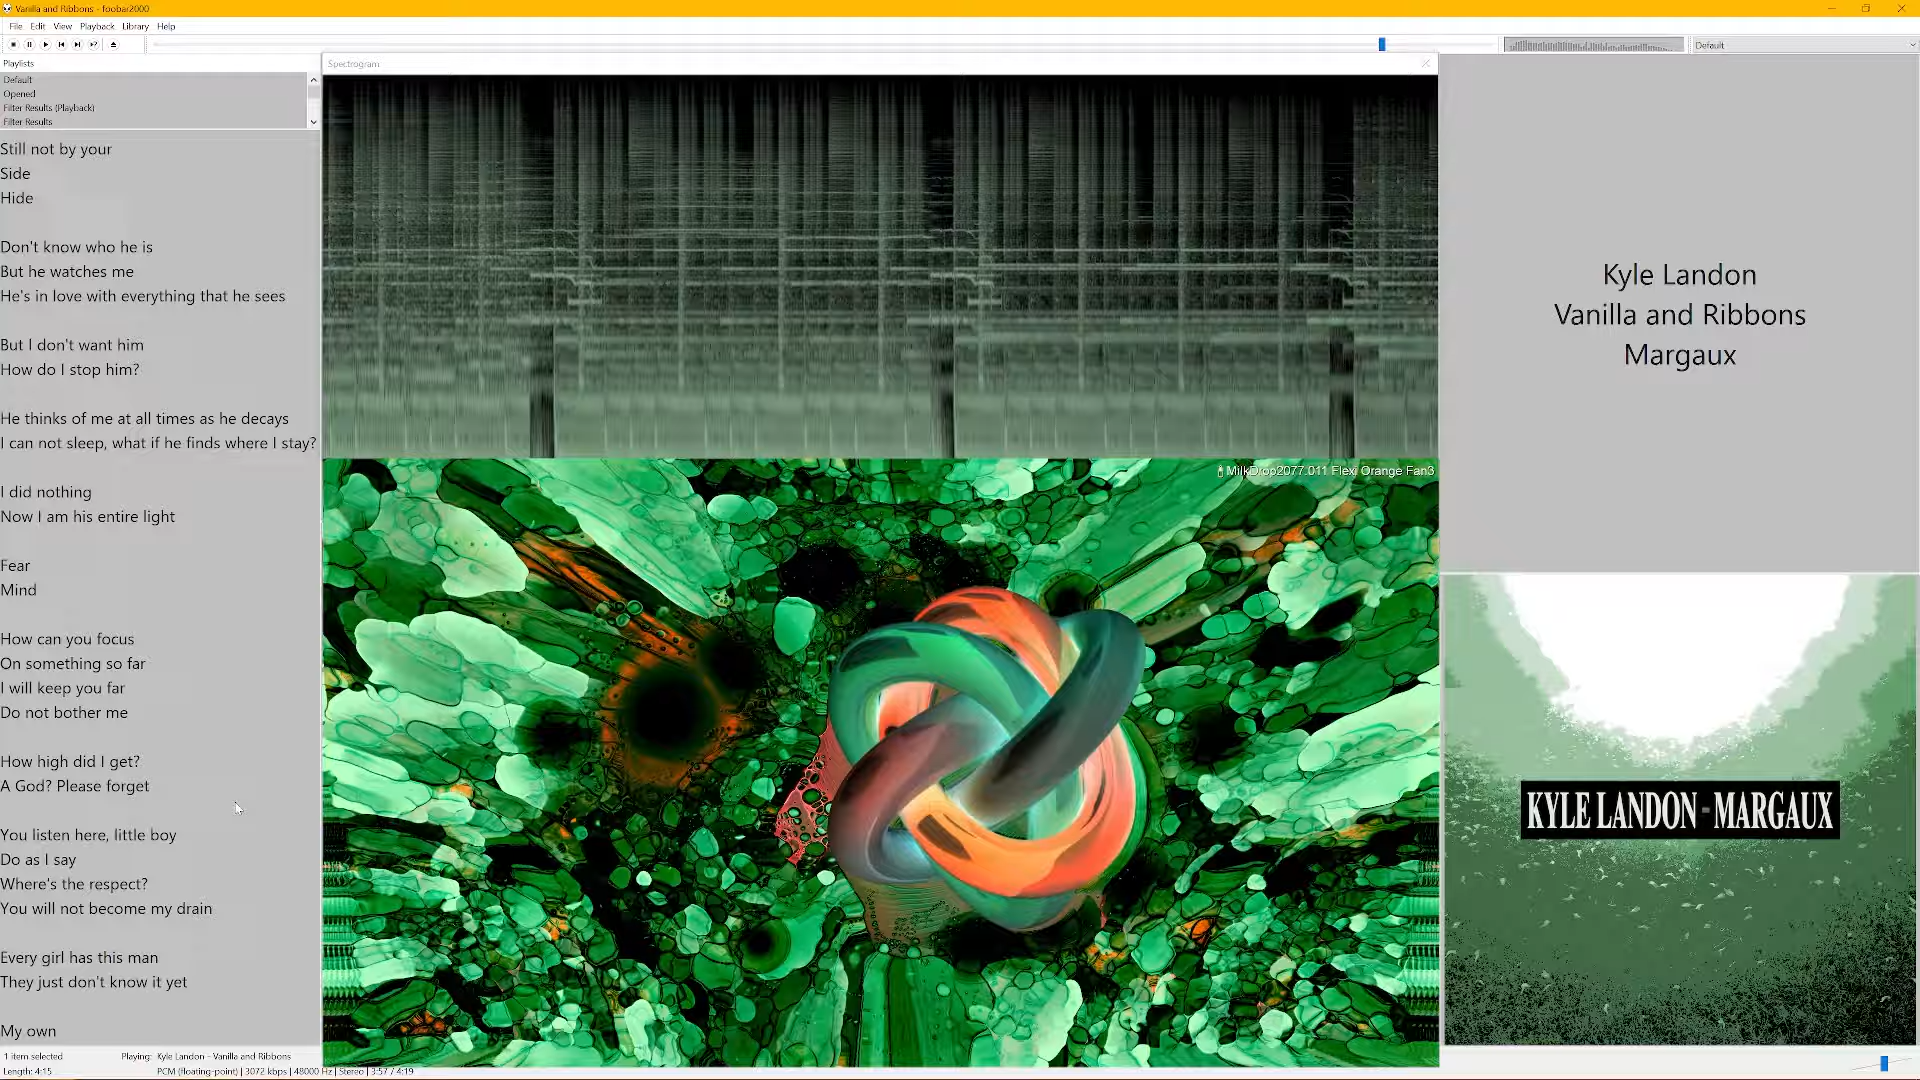 Vanilla and Ribbons - foobar2000
File Edit View Playback Library Help
Default
Playlists
Default
Opened
Filter Results (Playback)
Filter Results
Still not by your
Side
Hide
Don't know who he is
But he watches me
He's in love with everything that he sees
But I don't want him
How do I stop him?
He thinks of me at all times as he decays
I can not sleep, what if he finds where I stay?
I did nothing
Now I am his entire light
Fear
Mind
How can you focus
On something so far
I will keep you far
Do not bother me
How high did I get?
A God? Please forget
You listen here, little boy
Do as I say
Where's the respect?
You will not become my drain
Every girl has this man
They just don't know it yet
My own
Spectrogram
MilkDrop2077.011 Flexi Orange Fan3
Kyle Landon
Vanilla and Ribbons
Margaux
KYLE LANDON - MARGAUX
1 item selected
Playing: Kyle Landon - Vanilla and Ribbons
Length: 4:15
PCM (floating-point) | 3072 kbps | 48000 Hz | Stereo | 3:57 / 4:19